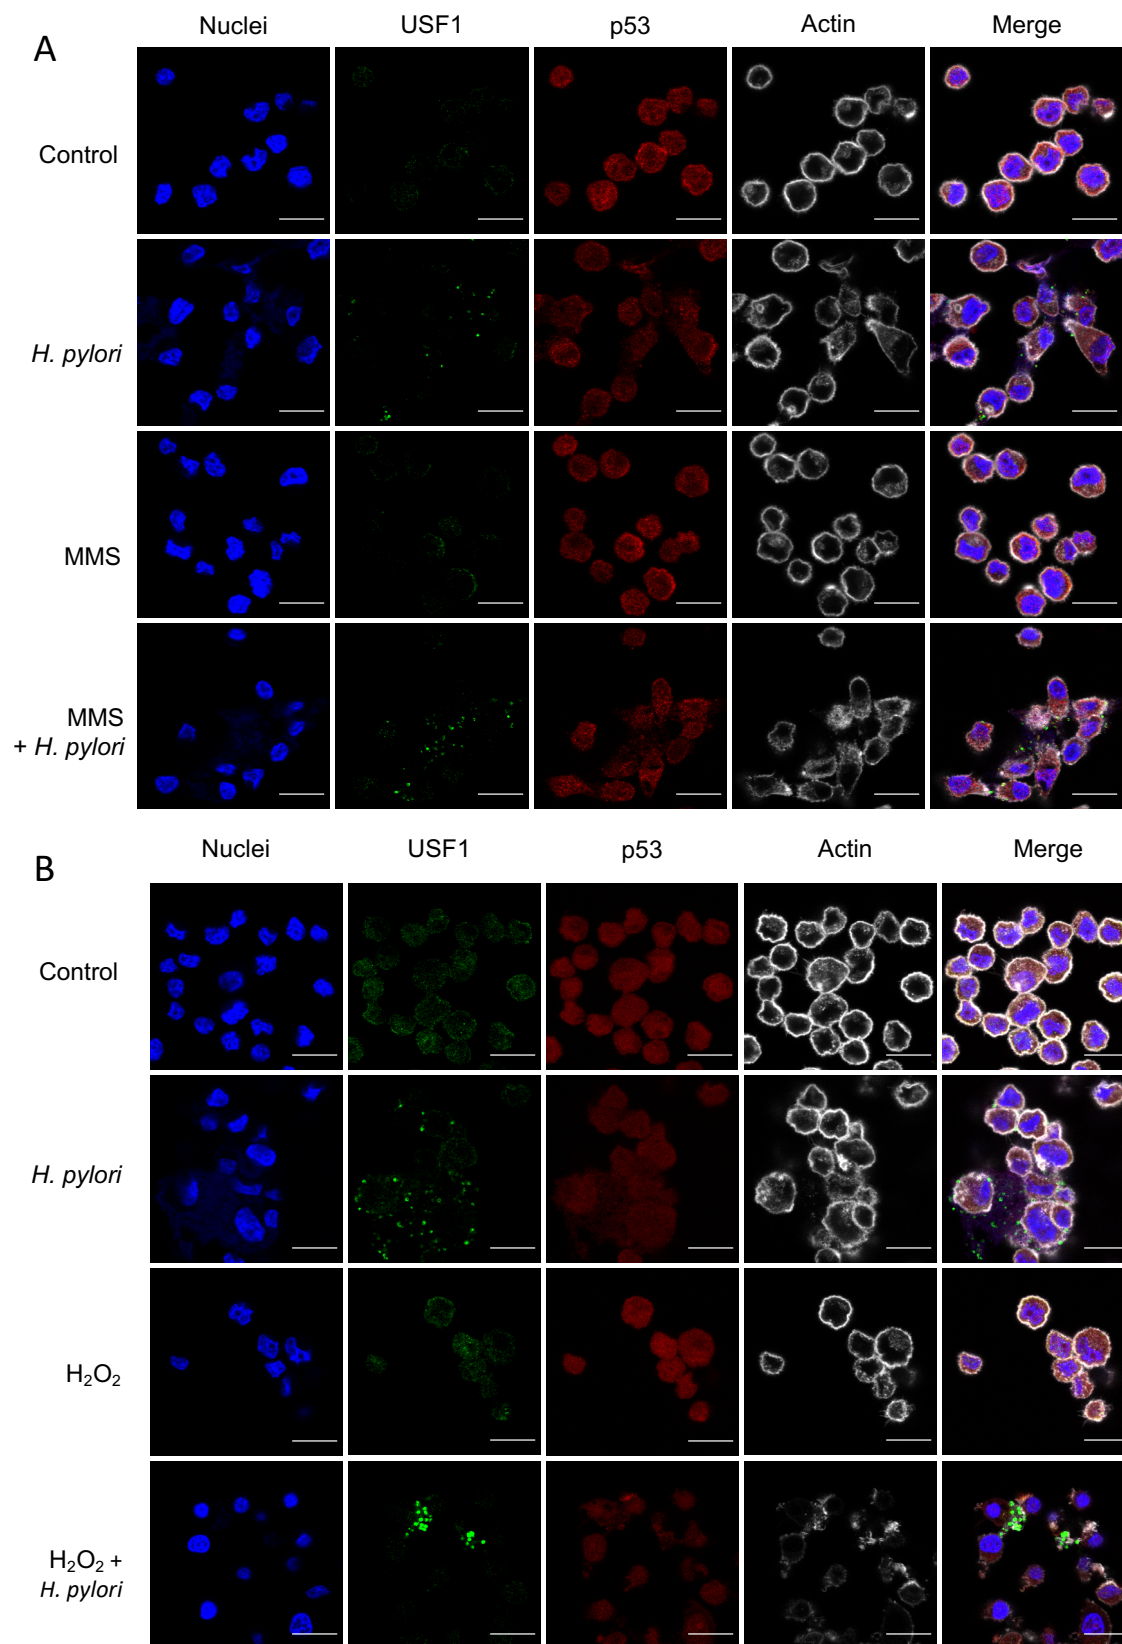 A
Nuclei USF1 p53 Actin Merge
Control
H. pylori
MMS
MMS
+ H. pylori
B
Nuclei USF1 p53 Actin Merge
Control
H. pylori
H₂O₂
H₂O₂ +
H. pylori